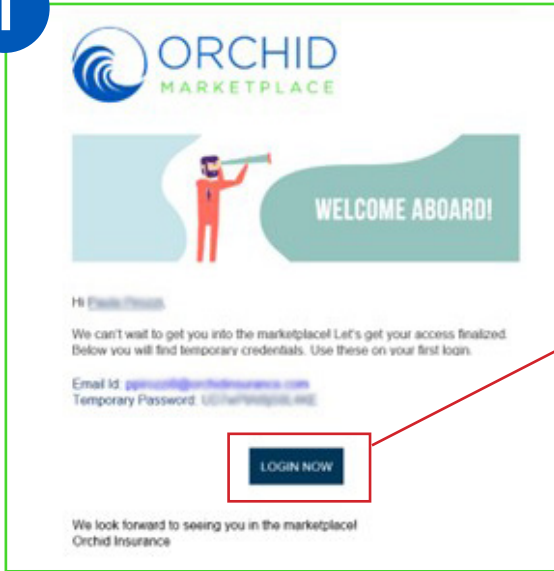 1
ORCHID
MARKETPLACE
WELCOME ABOARD!
Hi
We can't wait to get you into the marketplace! Let's get your access finalized.
Below you will find temporary credentials. Use these on your first login.
Email Id:
Temporary Password:
LOGIN NOW
We look forward to seeing you in the marketplace!
Orchid Insurance